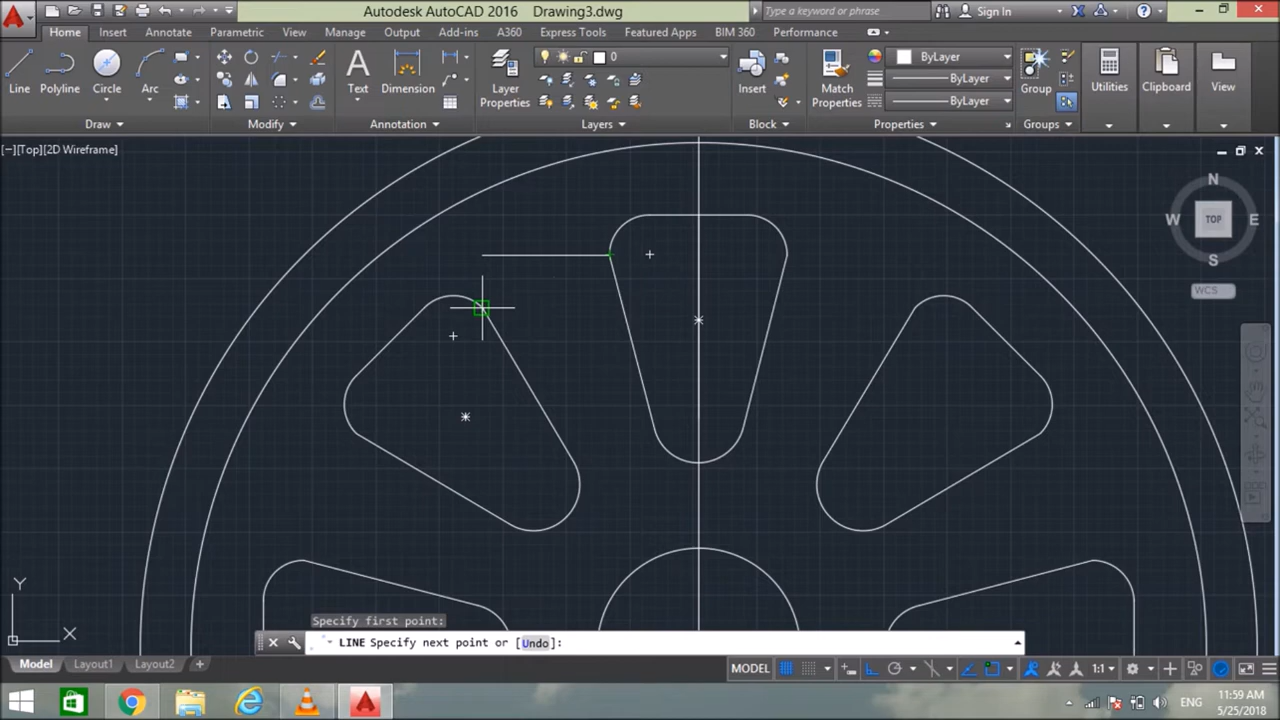 Autodesk AutoCAD 2016 Drawing3.dwg
Type a keyword or phrase
Sign In
Home Insert Annotate Parametric View Manage Output Add-ins A360 Express Tools Featured Apps BIM 360 Performance
0
ByLayer
ByLayer
ByLayer
Line Polyline Circle Arc Text Dimension Layer Properties Insert Match Properties Group Utilities Clipboard View
Draw Modify Annotation Layers Block Properties Groups
[−][Top][2D Wireframe]
N
W TOP E
S
WCS
Y
X
Specify first point:
LINE Specify next point or [Undo]:
Model Layout1 Layout2 +
MODEL 1:1
ENG
11:59 AM
5/25/2018